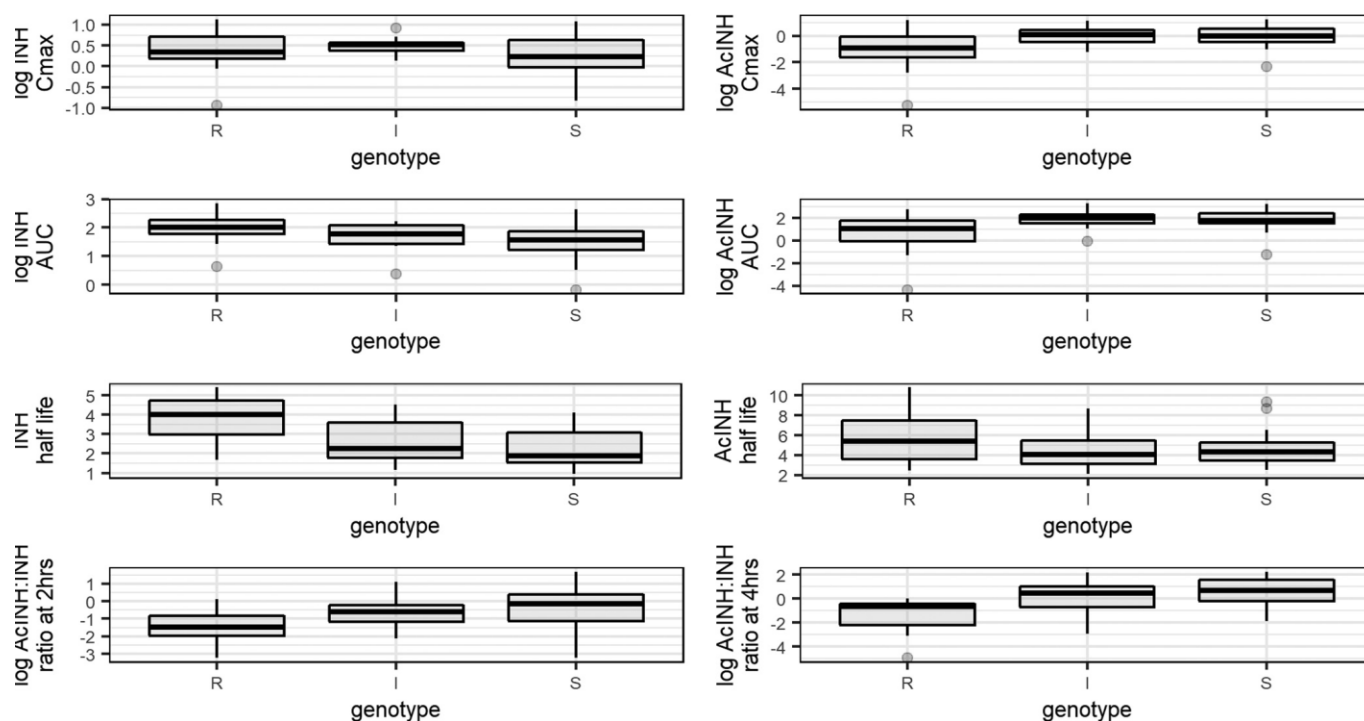 log INH
Cmax
1.0
0.5
0.0
-0.5
-1.0
R I S
genotype
log AcINH
Cmax
0
-2
-4
R I S
genotype
log INH
AUC
3
2
1
0
R I S
genotype
log AcINH
AUC
2
0
-2
-4
R I S
genotype
INH
half life
5
4
3
2
1
R I S
genotype
AcINH
half life
10
8
6
4
2
R I S
genotype
log AcINH:INH
ratio at 2hrs
1
0
-1
-2
-3
R I S
genotype
log AcINH:INH
ratio at 4hrs
2
0
-2
-4
R I S
genotype